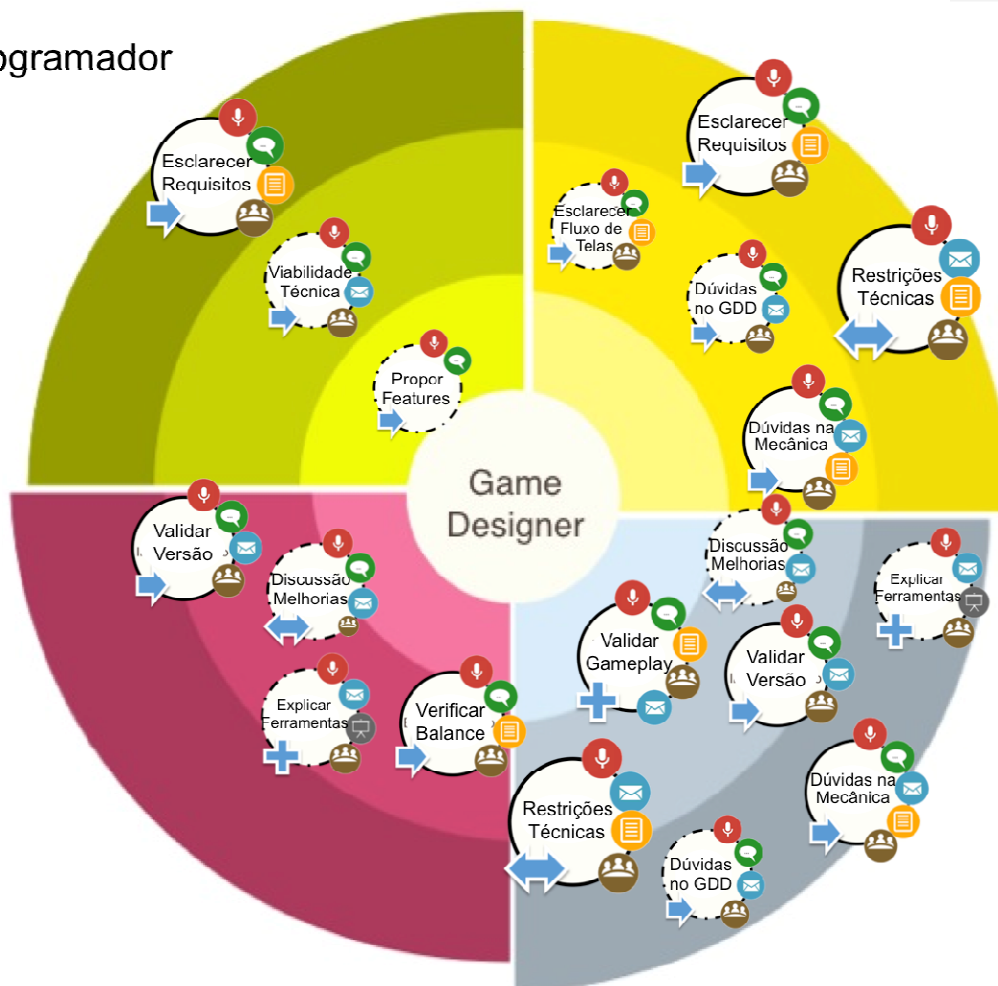 ogramador
Esclarecer
Requisitos
Viabilidade
Técnica
Propor
Features
Esclarecer
Requisitos
Esclarecer
Fluxo de
Telas
Dúvidas
no GDD
Restrições
Técnicas
Dúvidas na
Mecânica
Game
Designer
Validar
Versão
Discussão
Melhorias
Explicar
Ferramentas
Verificar
Balance
Discussão
Melhorias
Explicar
Ferramentas
Validar
Gameplay
Validar
Versão
Restrições
Técnicas
Dúvidas na
Mecânica
Dúvidas
no GDD